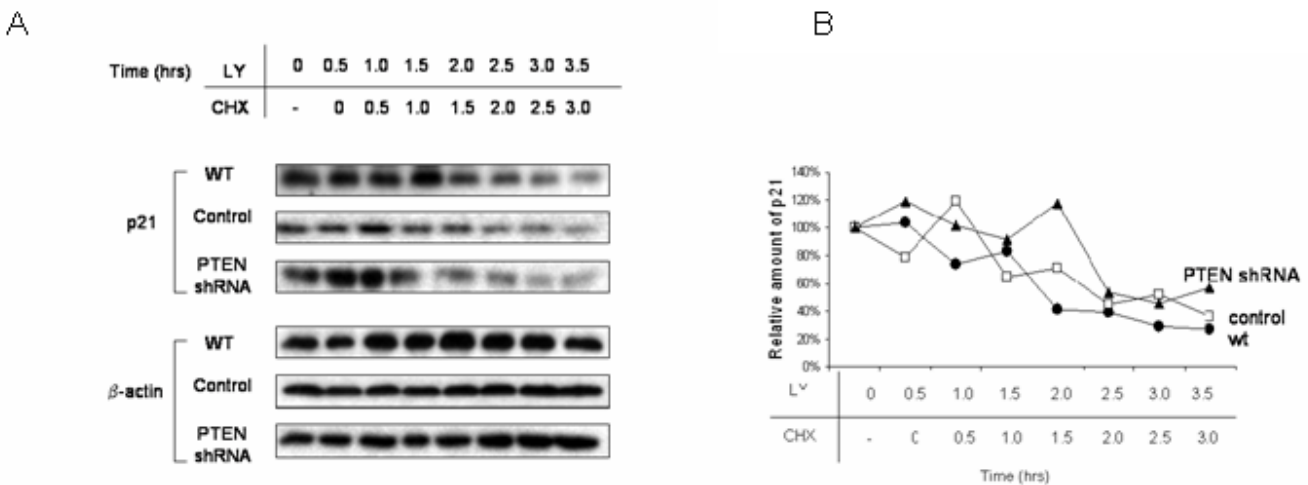 A
B
Time (hrs) LY 0 0.5 1.0 1.5 2.0 2.5 3.0 3.5
CHX - 0 0.5 1.0 1.5 2.0 2.5 3.0
p21
WT
Control
PTEN
shRNA
β-actin
WT
Control
PTEN
shRNA
Relative amount of p21
140%
120%
100%
80%
60%
40%
20%
0%
PTEN shRNA
control
wt
LY 0 0.5 1.0 1.5 2.0 2.5 3.0 3.5
CHX - 0 0.5 1.0 1.5 2.0 2.5 3.0
Time (hrs)